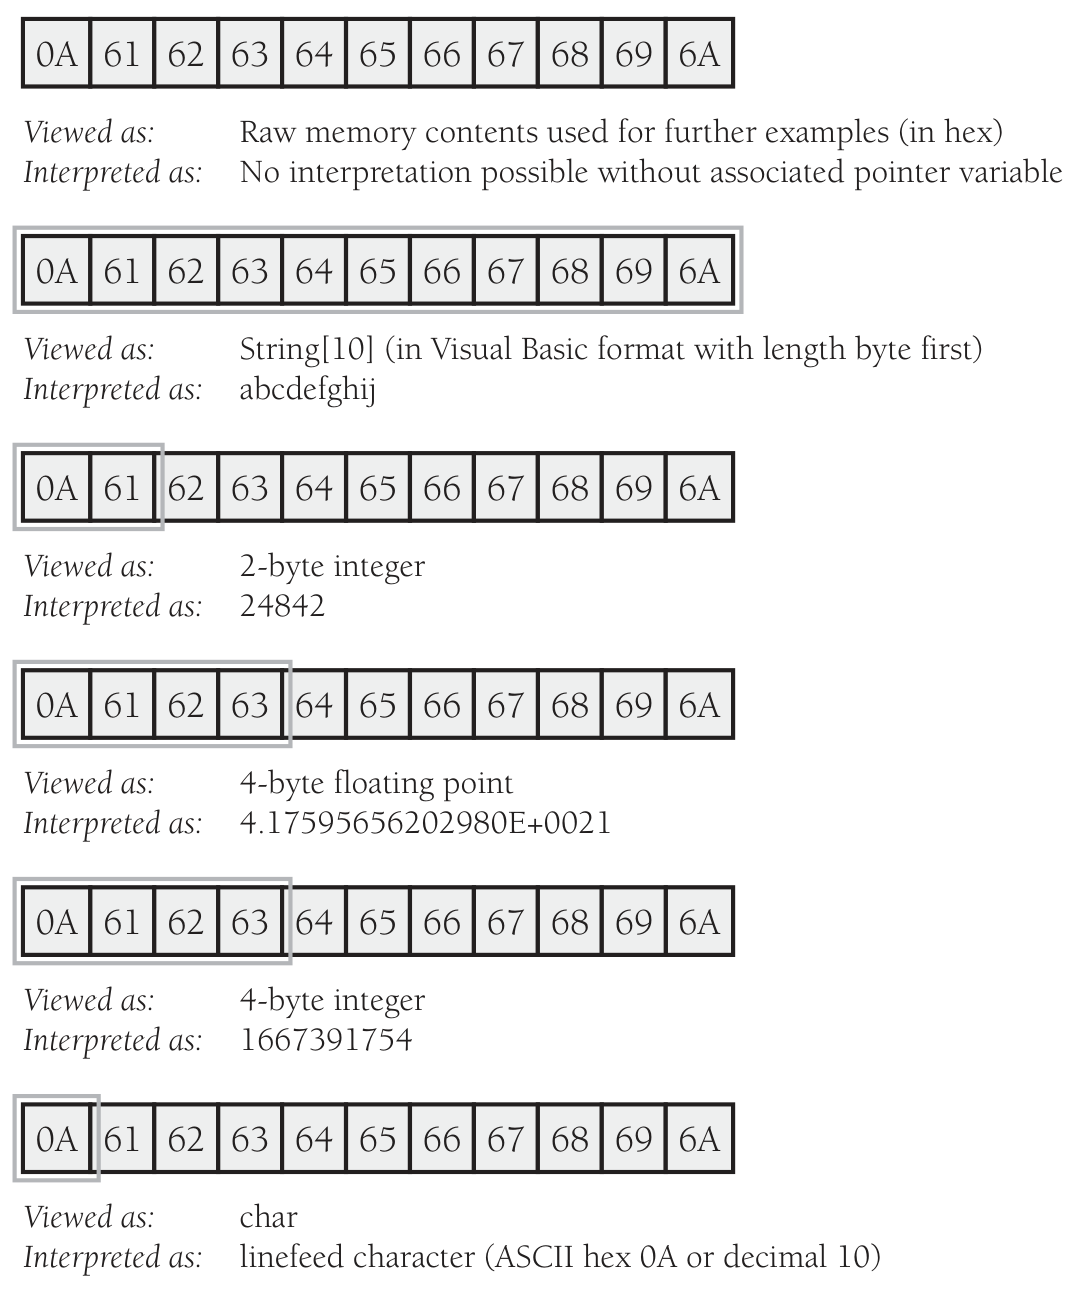 0A 61 62 63 64 65 66 67 68 69 6A
Viewed as: Raw memory contents used for further examples (in hex)
Interpreted as: No interpretation possible without associated pointer variable
0A 61 62 63 64 65 66 67 68 69 6A
Viewed as: String[10] (in Visual Basic format with length byte first)
Interpreted as: abcdefghij
0A 61 62 63 64 65 66 67 68 69 6A
Viewed as: 2-byte integer
Interpreted as: 24842
0A 61 62 63 64 65 66 67 68 69 6A
Viewed as: 4-byte floating point
Interpreted as: 4.17595656202980E+0021
0A 61 62 63 64 65 66 67 68 69 6A
Viewed as: 4-byte integer
Interpreted as: 1667391754
0A 61 62 63 64 65 66 67 68 69 6A
Viewed as: char
Interpreted as: linefeed character (ASCII hex 0A or decimal 10)